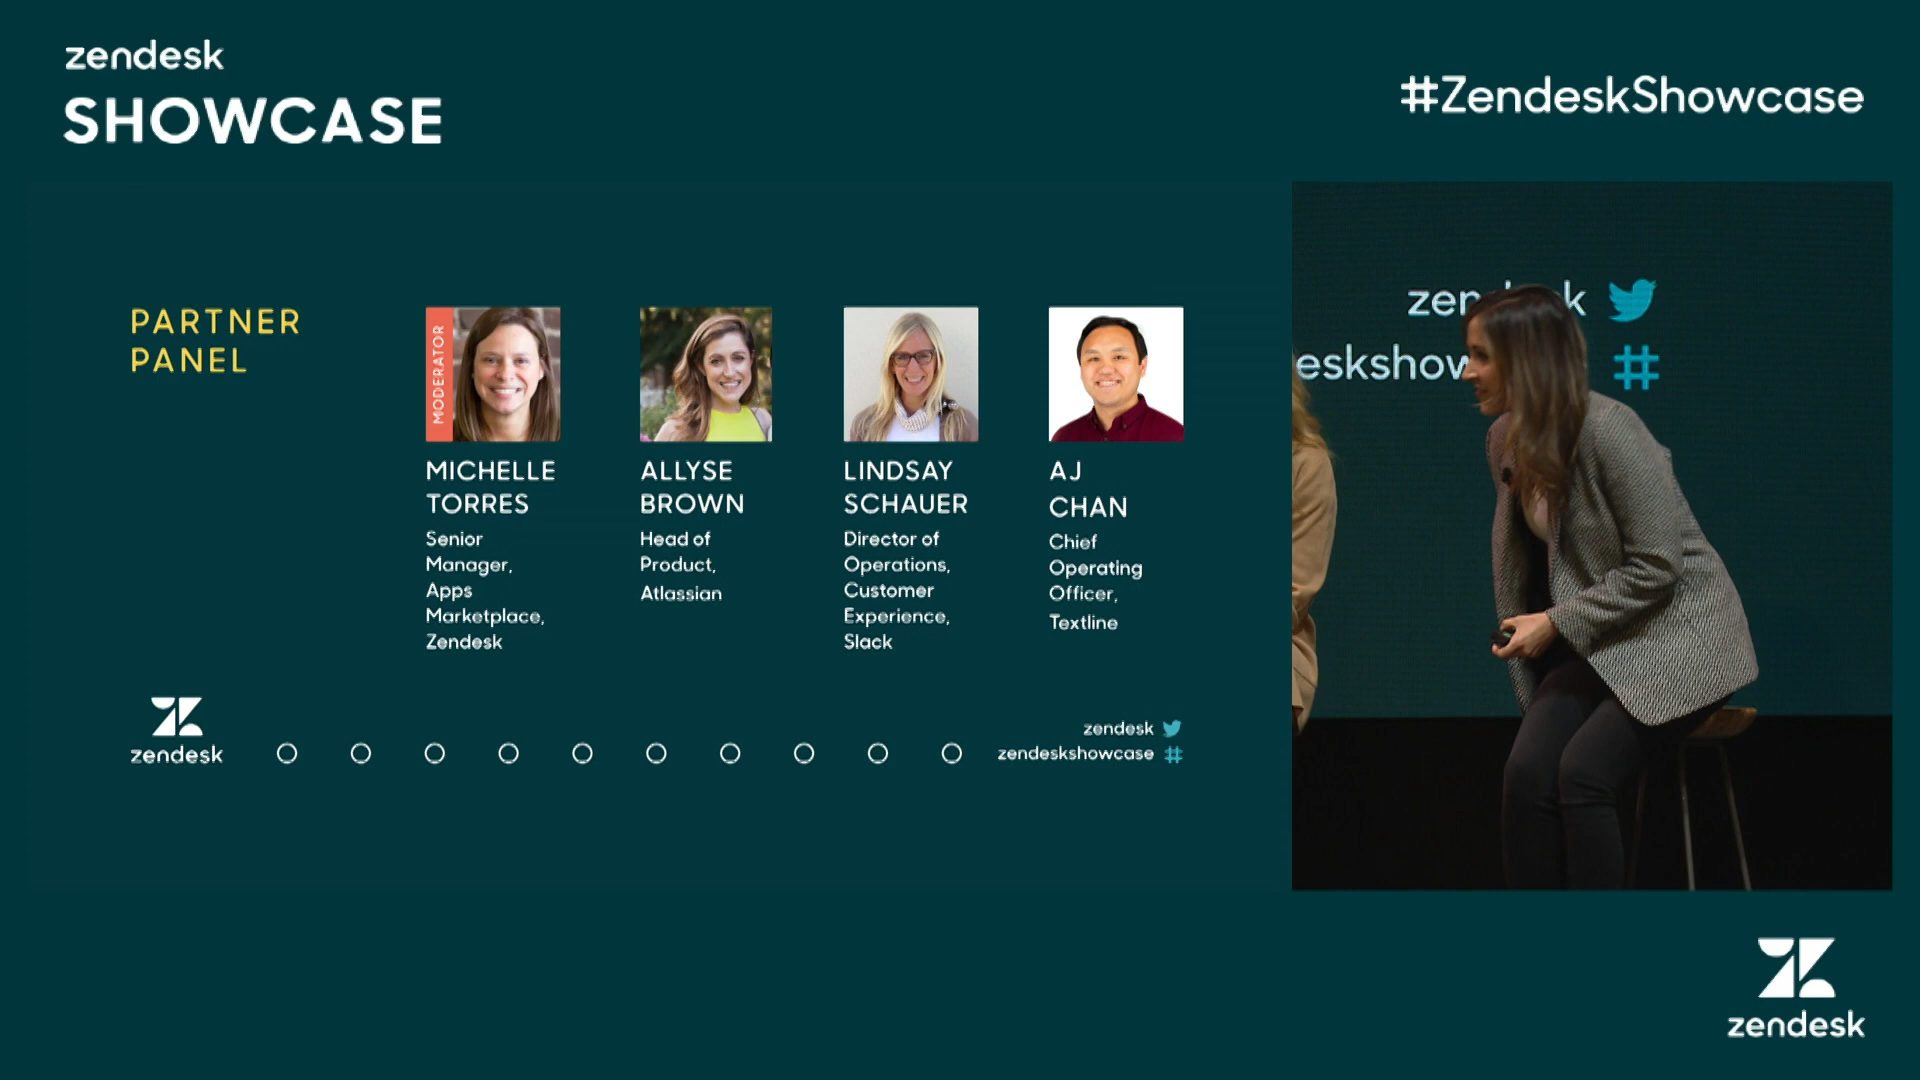 zendesk
SHOWCASE
#ZendeskShowcase
PARTNER
PANEL
MODERATOR
MICHELLE
TORRES
Senior
Manager,
Apps
Marketplace,
Zendesk
ALLYSE
BROWN
Head of
Product,
Atlassian
LINDSAY
SCHAUER
Director of
Operations,
Customer
Experience,
Slack
AJ
CHAN
Chief
Operating
Officer,
Textline
zendesk
zendesk
zendeskshowcase #
#
zendesk